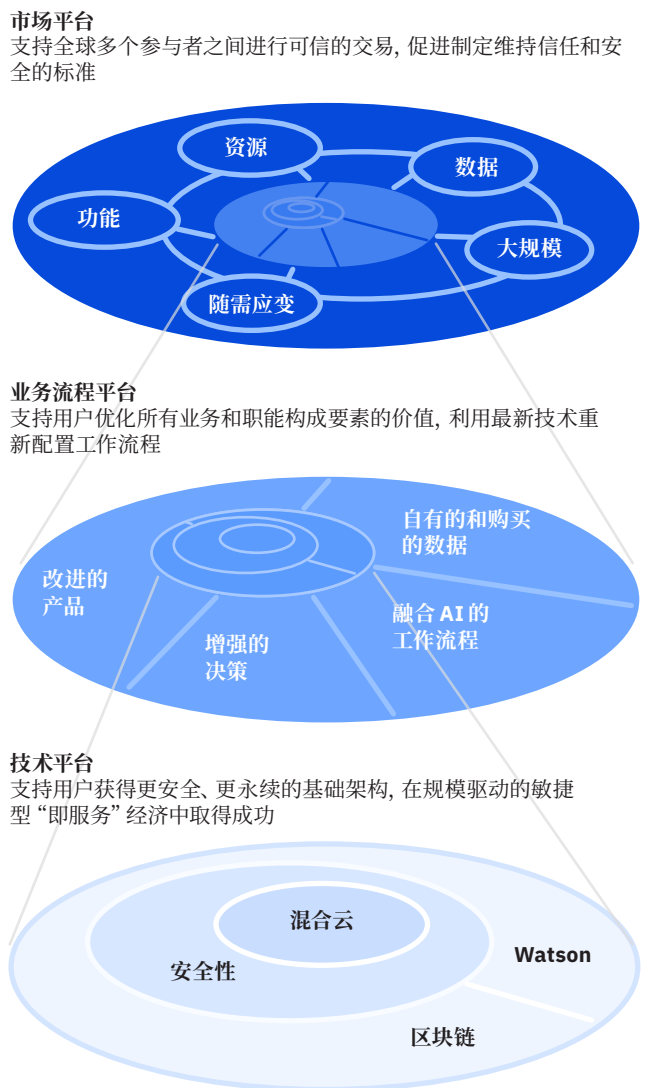 市场平台
支持全球多个参与者之间进行可信的交易, 促进制定维持信任和安
全的标准
资源
数据
功能
大规模
随需应变
业务流程平台
支持用户优化所有业务和职能构成要素的价值, 利用最新技术重
新配置工作流程
自有的和购买
的数据
改进的
产品
融合 AI 的
工作流程
增强的
决策
技术平台
支持用户获得更安全、更永续的基础架构, 在规模驱动的敏捷
型 “即服务” 经济中取得成功
混合云
Watson
安全性
区块链